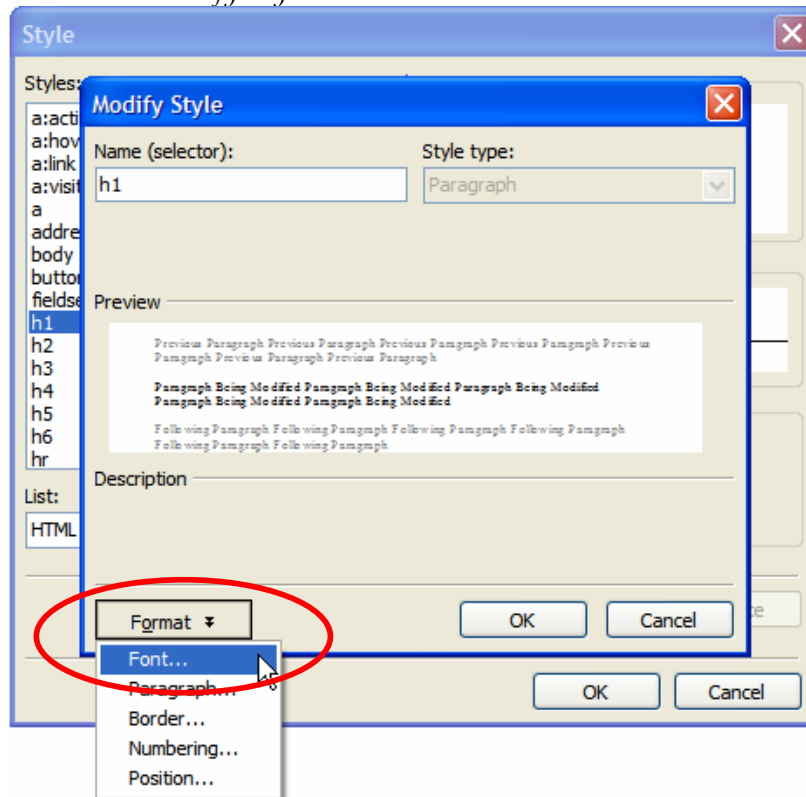 Style
Styles:
a:acti
a:hov
a:link
a:visit
a
addre
body
button
fieldse
h1
h2
h3
h4
h5
h6
hr
List:
HTML
Modify Style
Name (selector):
Style type:
h1
Paragraph
Preview
Previous Paragraph Previous Paragraph Previous Paragraph Previous Paragraph Previous
Paragraph Previous Paragraph Previous Paragraph
Paragraph Being Modified Paragraph Being Modified Paragraph Being Modified
Paragraph Being Modified Paragraph Being Modified
Following Paragraph Following Paragraph Following Paragraph Following Paragraph
Following Paragraph Following Paragraph
Description
Format
OK
Cancel
Font...
Paragraph...
Border...
Numbering...
Position...
OK
Cancel